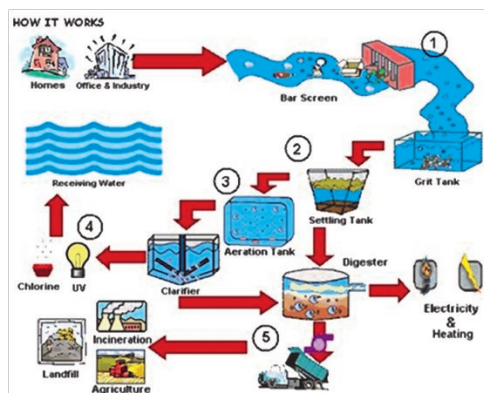 HOW IT WORKS
Homes
Office & Industry
Bar Screen
1
Grit Tank
2
Settling Tank
3
Aeration Tank
Receiving Water
4
Chlorine
UV
Clarifier
Digester
Electricity
&
Heating
5
Incineration
Landfill
Agriculture